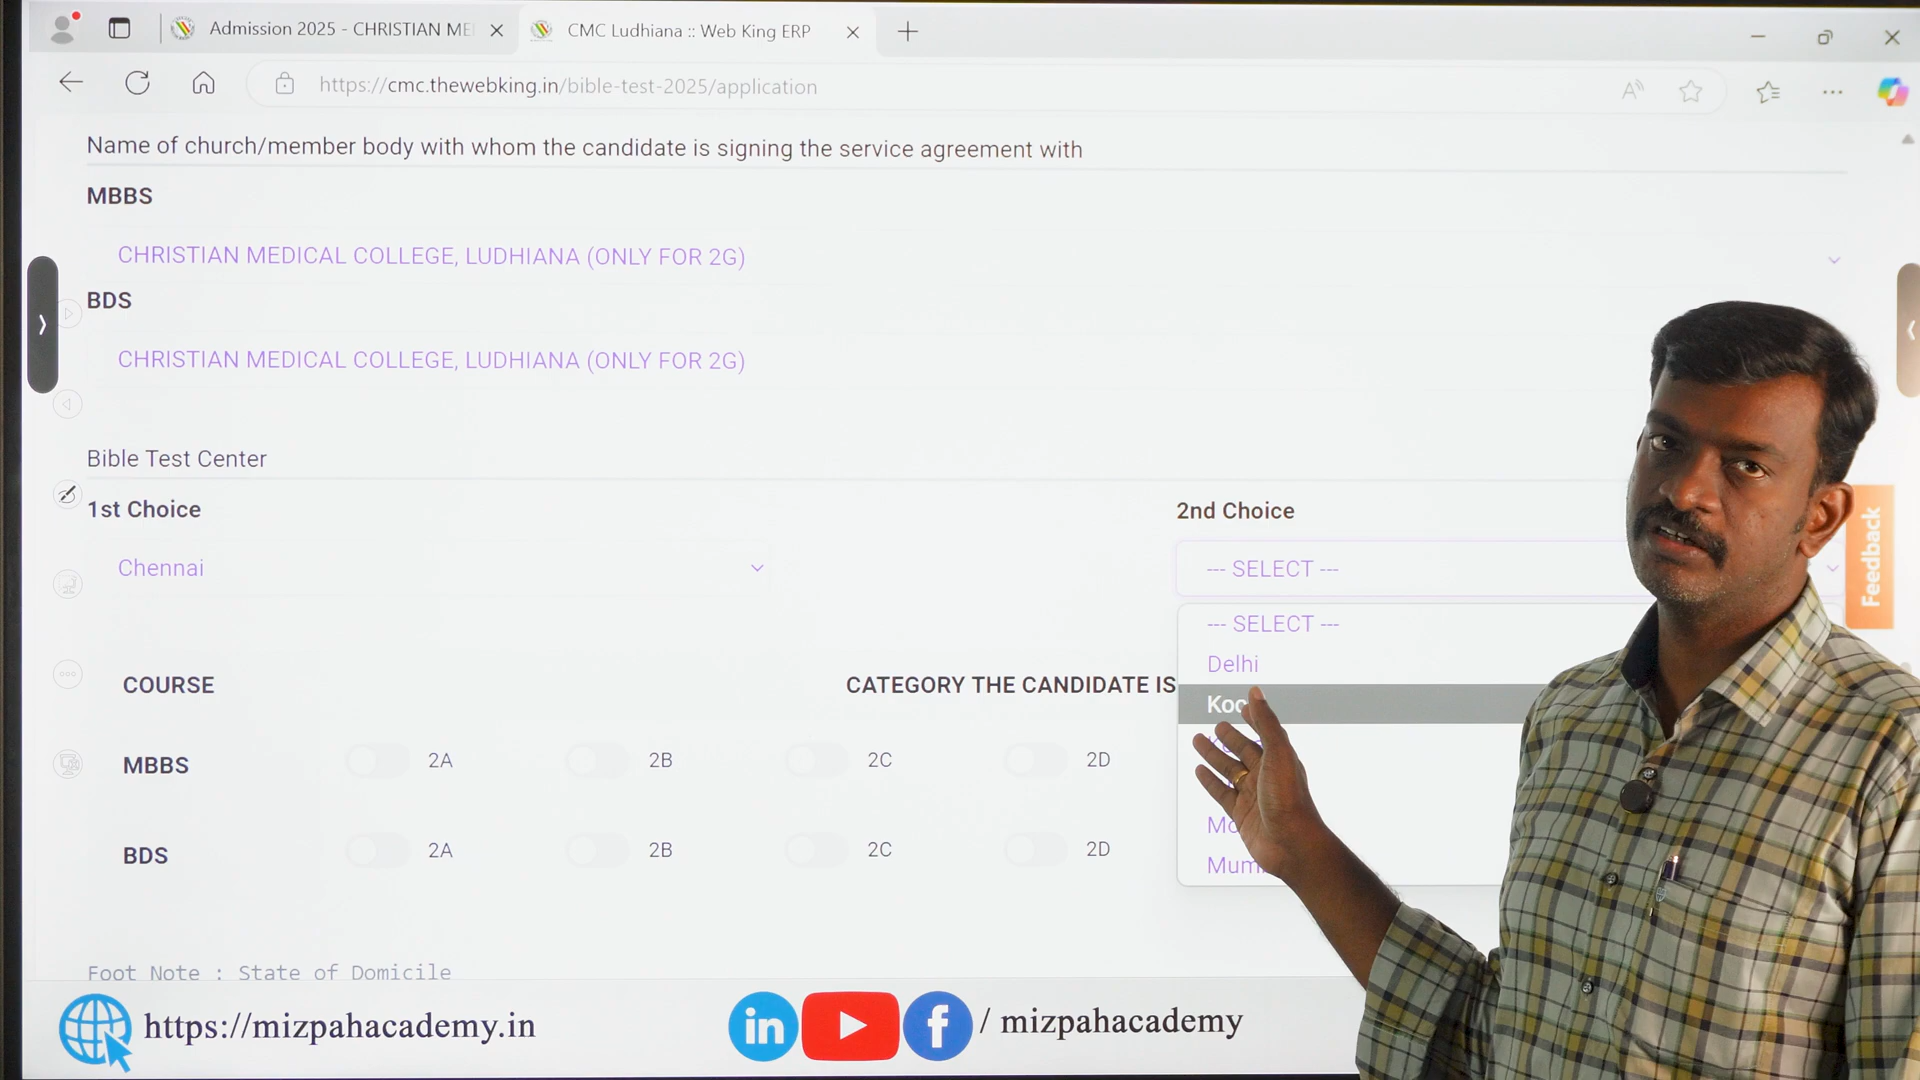 Admission 2025 - CHRISTIAN ME
CMC Ludhiana :: Web King ERP
https://cmc.thewebking.in/bible-test-2025/application
Name of church/member body with whom the candidate is signing the service agreement with
MBBS
CHRISTIAN MEDICAL COLLEGE, LUDHIANA (ONLY FOR 2G)
BDS
CHRISTIAN MEDICAL COLLEGE, LUDHIANA (ONLY FOR 2G)
Bible Test Center
1st Choice
2nd Choice
Chennai
--- SELECT ---
--- SELECT ---
Delhi
COURSE
CATEGORY THE CANDIDATE IS
MBBS
2A
2B
2C
2D
BDS
2A
2B
2C
2D
Feedback
Foot Note : State of Domicile
https://mizpahacademy.in
in
f
/ mizpahacademy